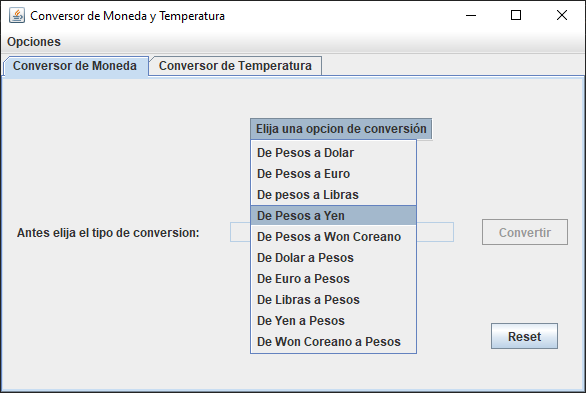 Conversor de Moneda y Temperatura
Opciones
Conversor de Moneda
Conversor de Temperatura
Elija una opcion de conversión
De Pesos a Dolar
De Pesos a Euro
De pesos a Libras
De Pesos a Yen
De Pesos a Won Coreano
De Dolar a Pesos
De Euro a Pesos
De Libras a Pesos
De Yen a Pesos
De Won Coreano a Pesos
Antes elija el tipo de conversion:
Convertir
Reset